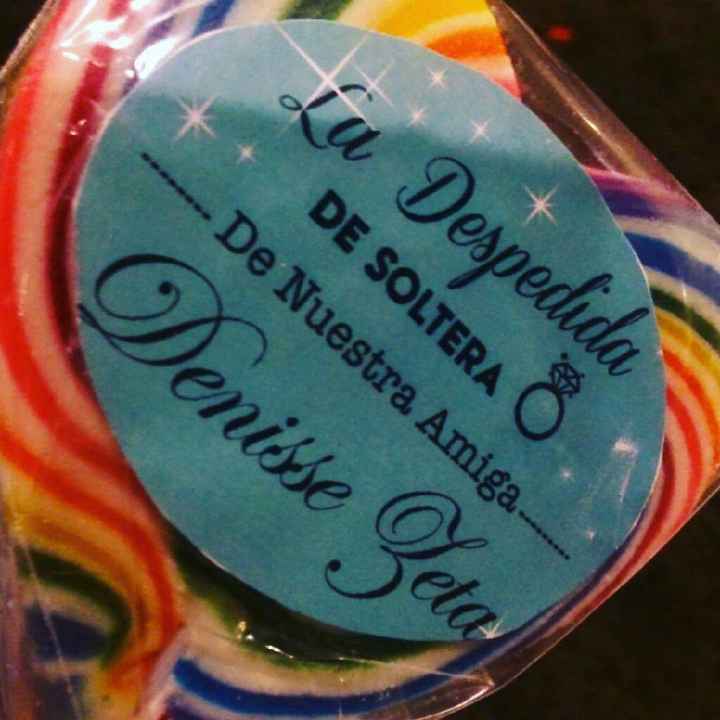 La Despedida
DE SOLTERA
De Nuestra Amiga
Denisse Zeta